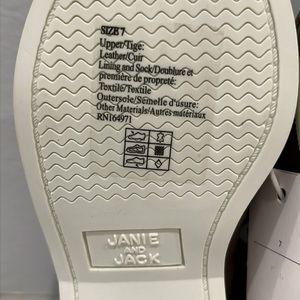 SIZE 7
Upper/Tige:
Leather/Cuir
Lining and Sock/Doublure et
première de propreté:
Textile/Textile
Outersole/Semelle d'usure:
Other Materials/Autres matériaux
RN164971
JANIE
AND
JACK
7